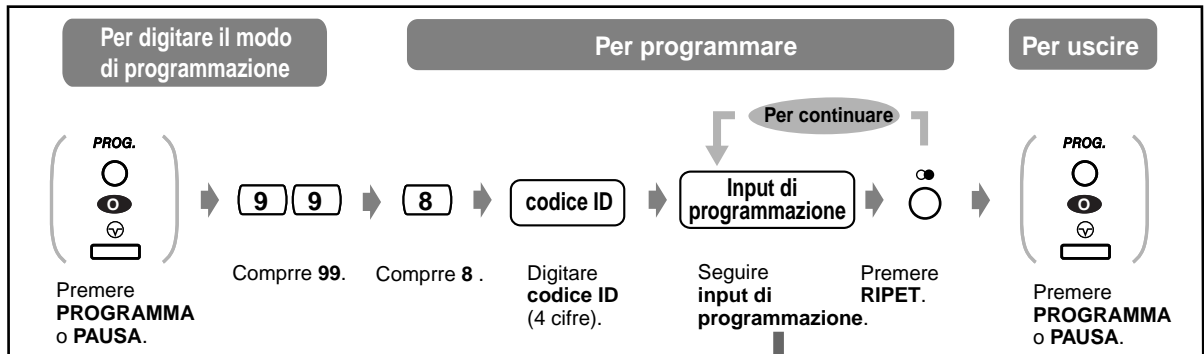 Per digitare il modo
di programmazione
Per programmare
Per uscire
Per continuare
PROG.
O
9 9
8
codice ID
Input di
programmazione
PROG.
O
Premere
PROGRAMMA
o PAUSA.
Comprre 99.
Comprre 8 .
Digitare
codice ID
(4 cifre).
Seguire
input di
programmazione.
Premere
RIPET.
Premere
PROGRAMMA
o PAUSA.